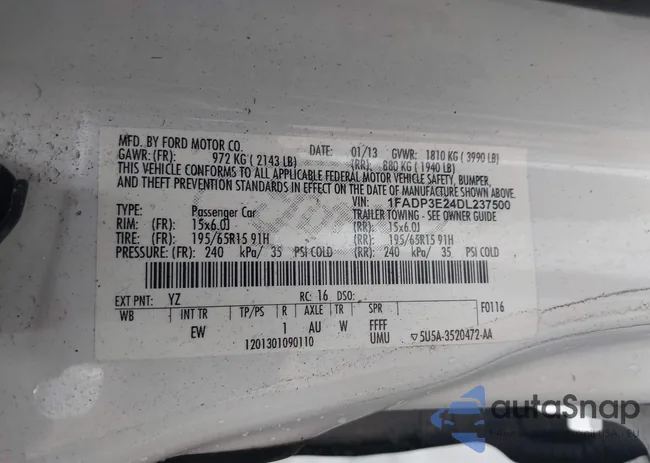 MFD. BY FORD MOTOR CO. DATE: 01/13 GVWR: 1810 KG ( 3990 LB)
GAWR: (FR): 972 KG ( 2143 LB) (RR): 880 KG ( 1940 LB)
THIS VEHICLE CONFORMS TO ALL APPLICABLE FEDERAL MOTOR VEHICLE SAFETY, BUMPER,
AND THEFT PREVENTION STANDARDS IN EFFECT ON THE DATE OF MANUFACTURE SHOWN ABOVE.
VIN: 1FADP3E24DL237500
TYPE: Passenger Car TRAILER TOWING - SEE OWNER GUIDE
RIM: (FR): 15x6.0J (RR): 15x6.0J
TIRE: (FR): 195/65R15 91H (RR): 195/65R15 91H
PRESSURE: (FR): 240 kPa/ 35 PSI COLD (RR): 240 kPa/ 35 PSI COLD
EXT PNT: YZ RC: 16 DSO: F0116
WB INT TR TP/PS R AXLE TR SPR
EW 1 AU W FFFF
UMU
1201301090110 ▽5U5A-3520472-AA
autoSnap